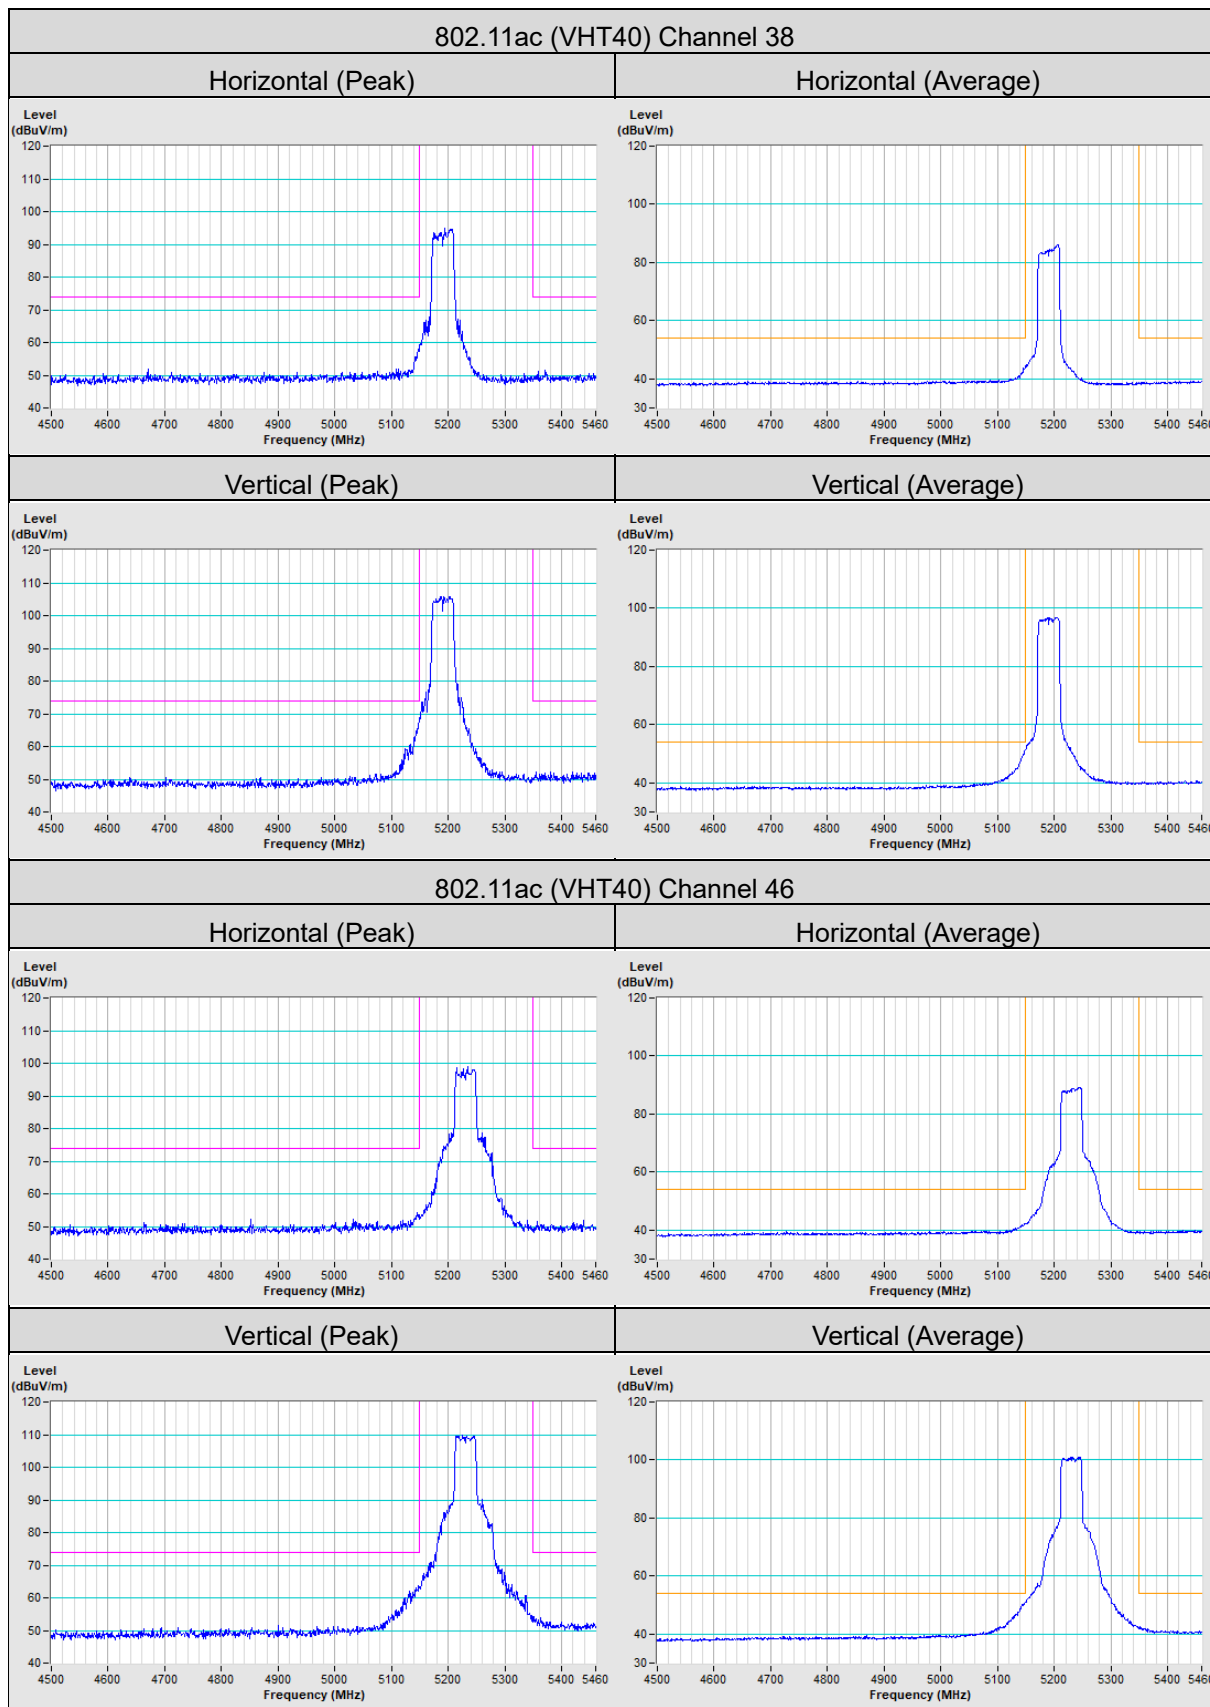 802.11ac (VHT40) Channel 38
Horizontal (Peak) Horizontal (Average)
Level Level
(dBuV/m) (dBuV/m)
120 120
110
100 100
90
80 80
70
60 60
50
40 40
30
4500 4600 4700 4800 4900 5000 5100 5200 5300 5400 5460 4500 4600 4700 4800 4900 5000 5100 5200 5300 5400 5460
Frequency (MHz) Frequency (MHz)
Vertical (Peak) Vertical (Average)
Level Level
(dBuV/m) (dBuV/m)
120 120
110
100 100
90
80 80
70
60 60
50
40 40
30
4500 4600 4700 4800 4900 5000 5100 5200 5300 5400 5460 4500 4600 4700 4800 4900 5000 5100 5200 5300 5400 5460
Frequency (MHz) Frequency (MHz)
802.11ac (VHT40) Channel 46
Horizontal (Peak) Horizontal (Average)
Level Level
(dBuV/m) (dBuV/m)
120 120
110
100 100
90
80 80
70
60 60
50
40 40
30
4500 4600 4700 4800 4900 5000 5100 5200 5300 5400 5460 4500 4600 4700 4800 4900 5000 5100 5200 5300 5400 5460
Frequency (MHz) Frequency (MHz)
Vertical (Peak) Vertical (Average)
Level Level
(dBuV/m) (dBuV/m)
120 120
110
100 100
90
80 80
70
60 60
50
40 40
30
4500 4600 4700 4800 4900 5000 5100 5200 5300 5400 5460 4500 4600 4700 4800 4900 5000 5100 5200 5300 5400 5460
Frequency (MHz) Frequency (MHz)